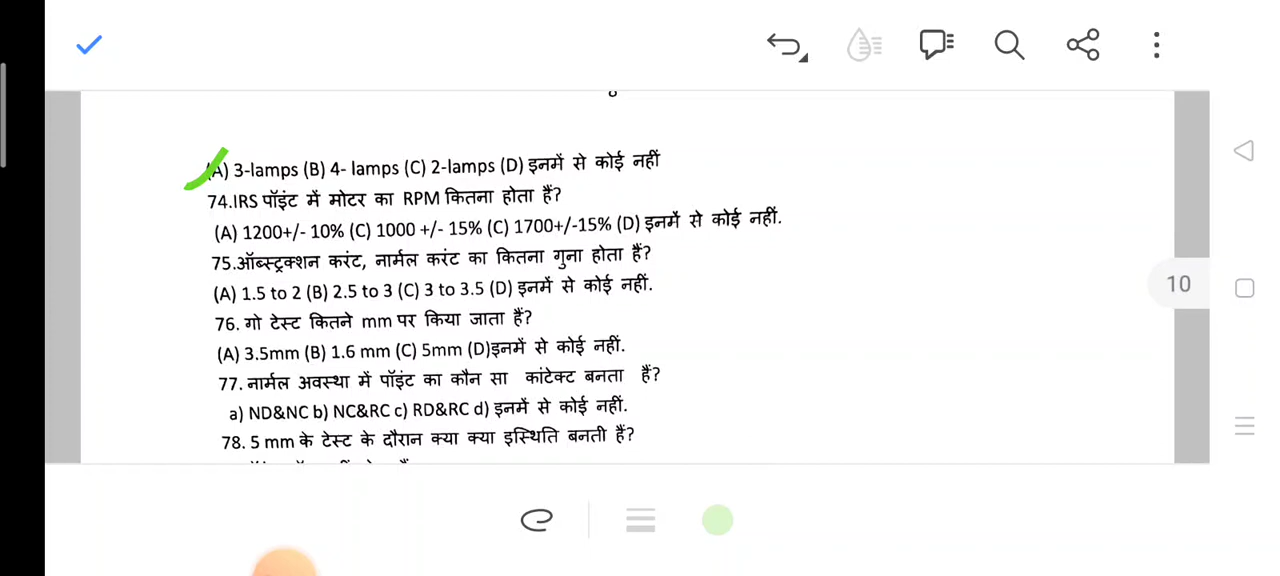 (A) 3-lamps (B) 4- lamps (C) 2-lamps (D) इनमें से कोई नहीं
74.IRS पॉइंट में मोटर का RPM कितना होता हैं?
(A) 1200+/- 10% (C) 1000 +/- 15% (C) 1700+/-15% (D) इनमें से कोई नहीं.
75.ऑब्स्ट्रक्शन करंट, नार्मल करंट का कितना गुना होता हैं?
(A) 1.5 to 2 (B) 2.5 to 3 (C) 3 to 3.5 (D) इनमें से कोई नहीं.
76. गो टेस्ट कितने mm पर किया जाता हैं?
(A) 3.5mm (B) 1.6 mm (C) 5mm (D)इनमें से कोई नहीं.
77. नार्मल अवस्था में पॉइंट का कौन सा कांटेक्ट बनता हैं?
a) ND&NC b) NC&RC c) RD&RC d) इनमें से कोई नहीं.
78. 5 mm के टेस्ट के दौरान क्या क्या इस्थिति बनती हैं?
10